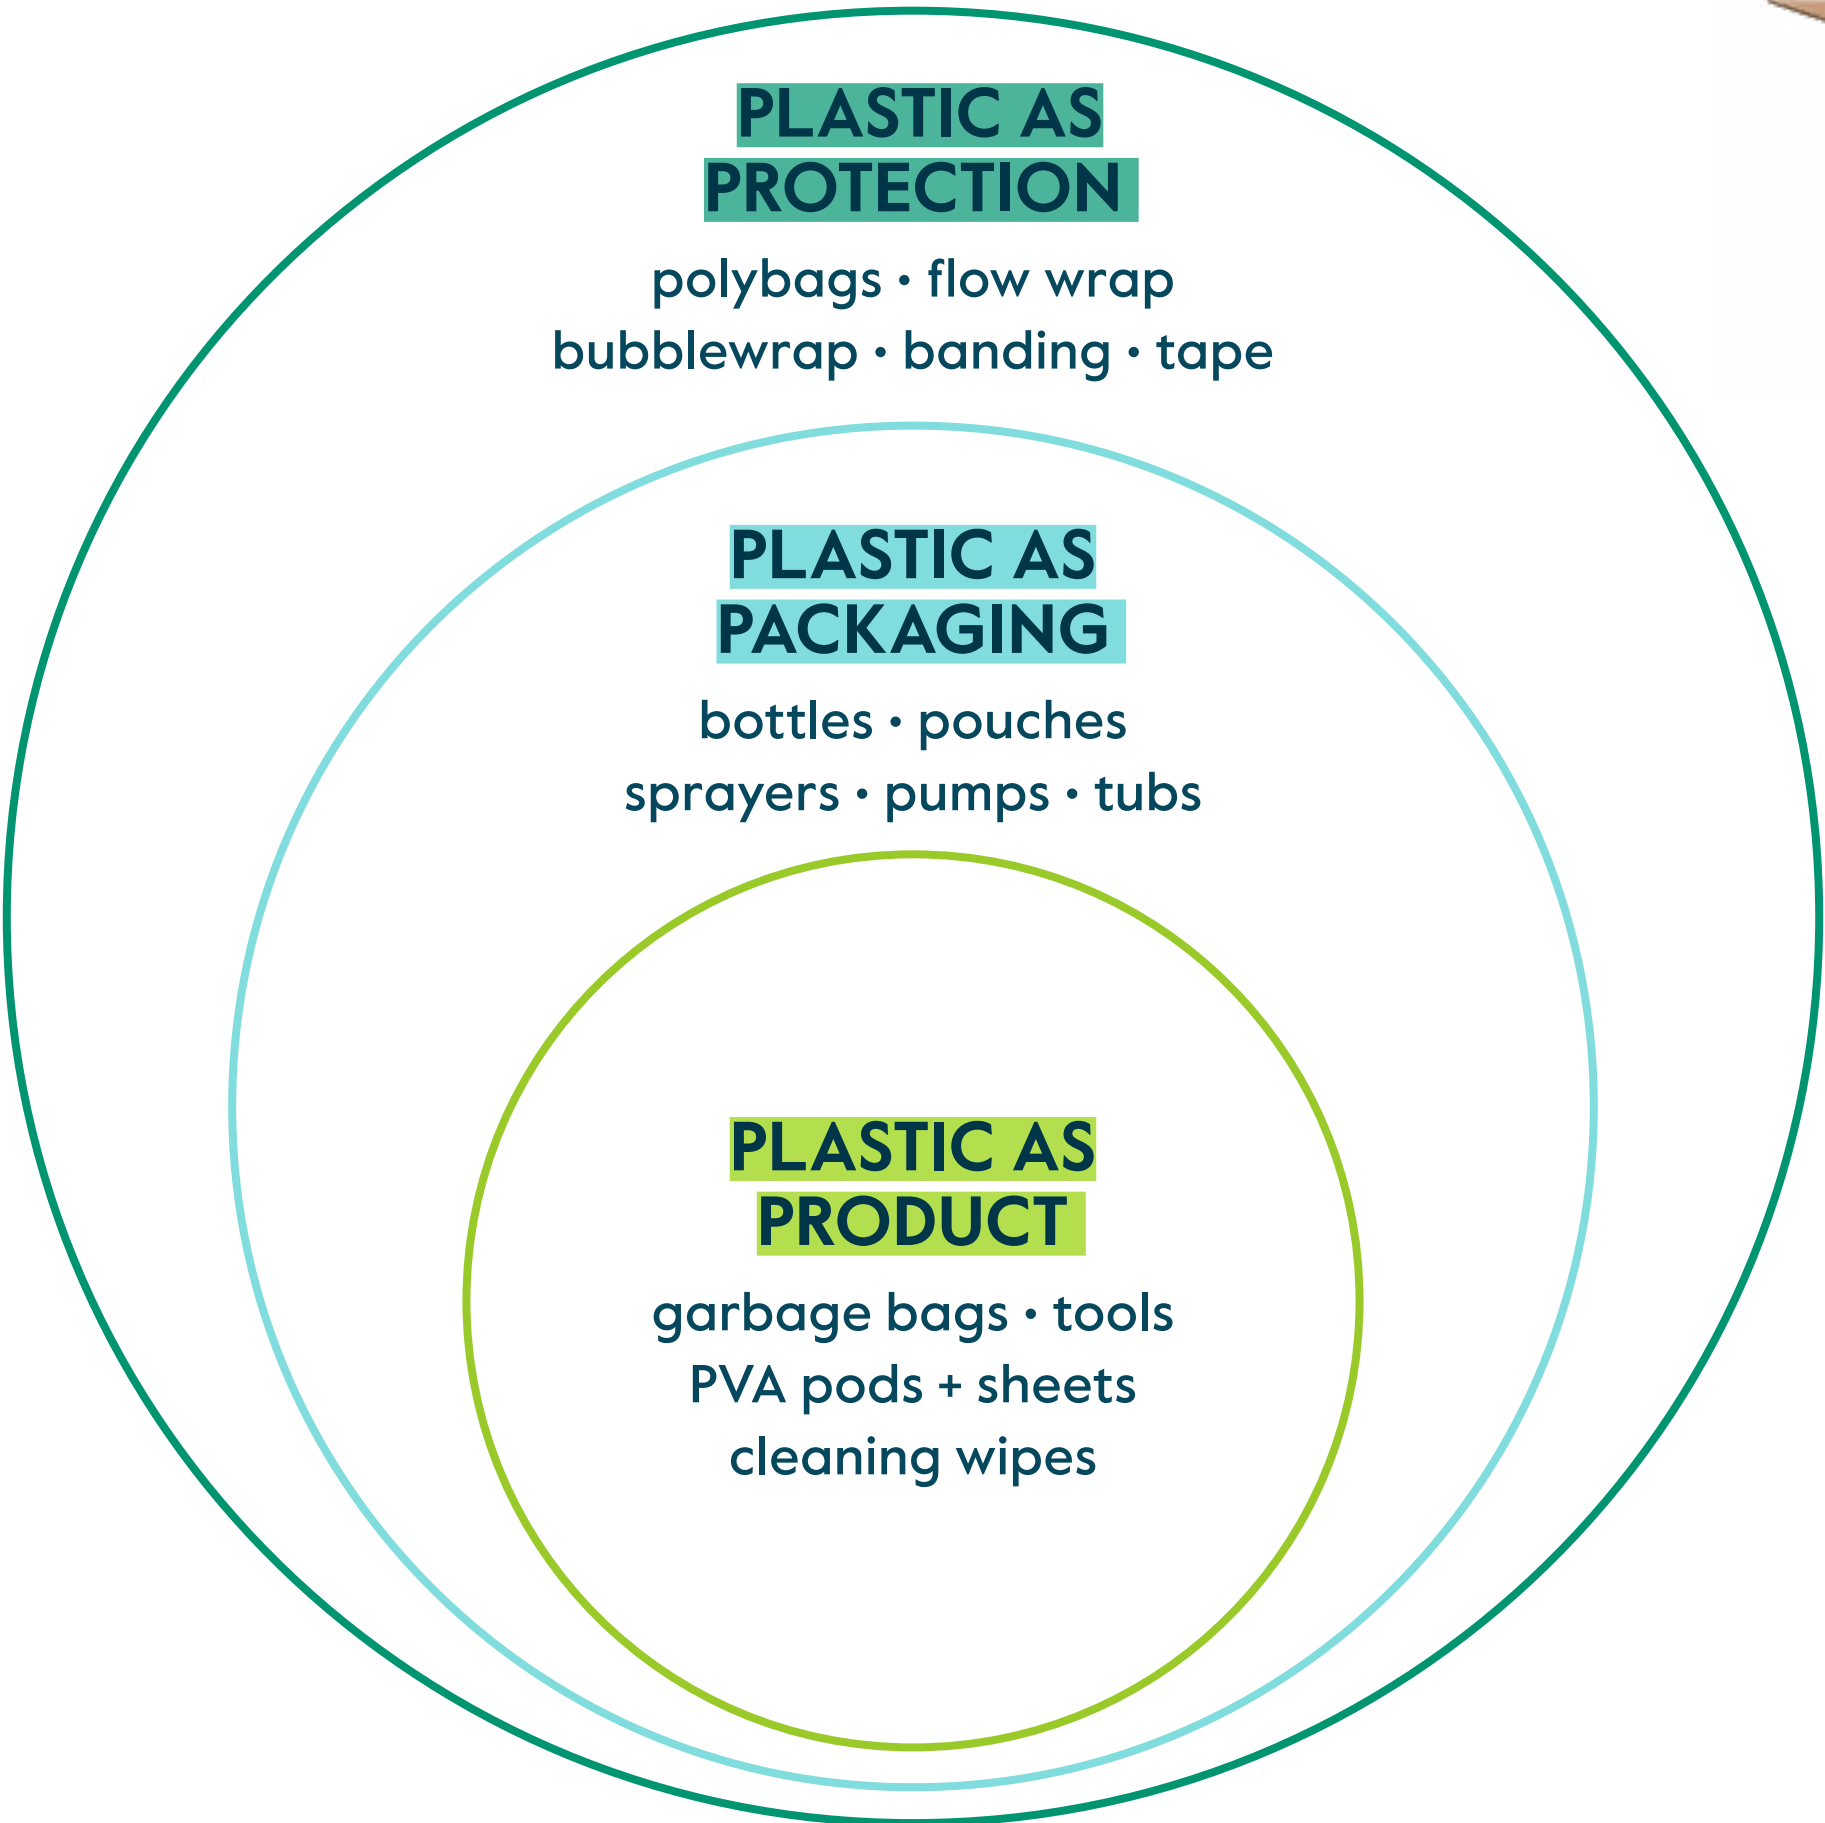 PLASTIC AS
PROTECTION
polybags • flow wrap
bubblewrap • banding • tape
PLASTIC AS
PACKAGING
bottles • pouches
sprayers • pumps • tubs
PLASTIC AS
PRODUCT
garbage bags • tools
PVA pods + sheets
cleaning wipes